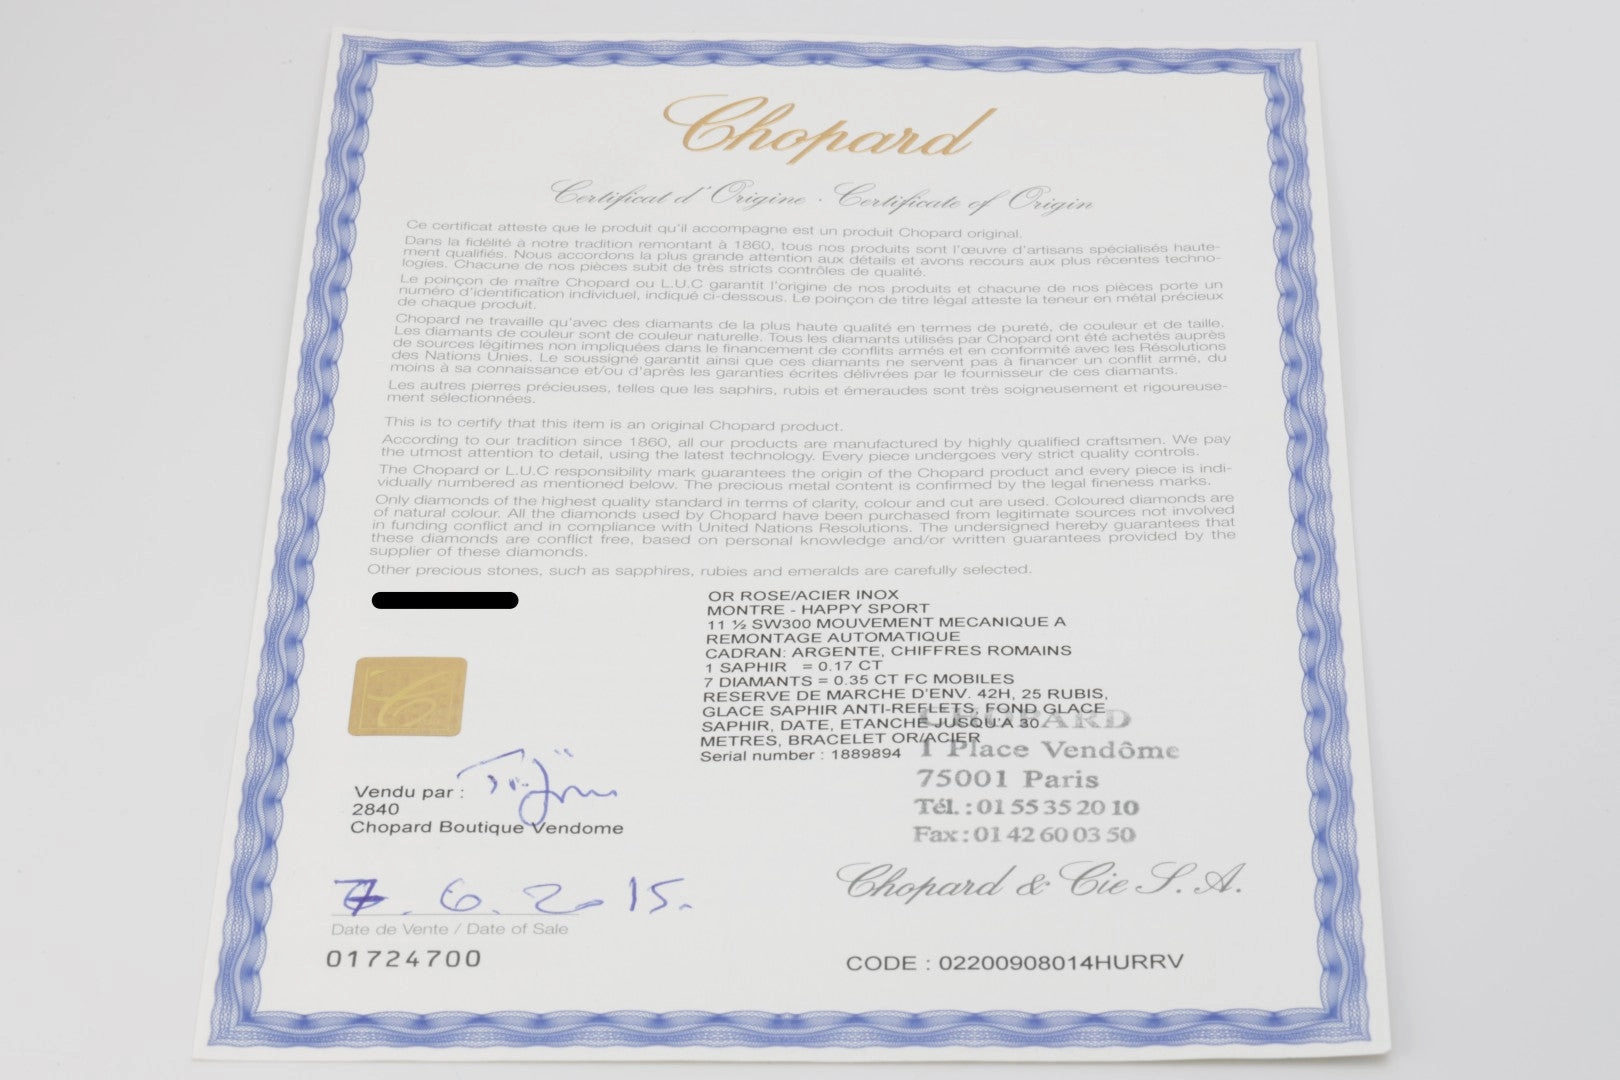 Chopard
Certificat d'Origine · Certificate of Origin
Ce certificat atteste que le produit qu'il accompagne est un produit Chopard original.
Dans la fidélité à notre tradition remontant à 1860, tous nos produits sont l'œuvre d'artisans spécialisés haute-
ment qualifiés. Nous accordons la plus grande attention aux détails et avons recours aux plus récentes techno-
logies. Chacune de nos pièces subit de très stricts contrôles de qualité.
Le poinçon de maître Chopard ou L.U.C garantit l'origine de nos produits et chacune de nos pièces porte un
numéro d'identification individuel, indiqué ci-dessous. Le poinçon de titre légal atteste la teneur en métal précieux
de chaque produit.
Chopard ne travaille qu'avec des diamants de la plus haute qualité en termes de pureté, de couleur et de taille.
Les diamants de couleur sont de couleur naturelle. Tous les diamants utilisés par Chopard ont été achetés auprès
de sources légitimes non impliquées dans le financement de conflits armés et en conformité avec les Résolutions
des Nations Unies. Le soussigné garantit ainsi que ces diamants ne servent pas à financer un conflit armé, du
moins à sa connaissance et/ou d'après les garanties écrites délivrées par le fournisseur de ces diamants.
Les autres pierres précieuses, telles que les saphirs, rubis et émeraudes sont très soigneusement et rigoureuse-
ment sélectionnées.
This is to certify that this item is an original Chopard product.
According to our tradition since 1860, all our products are manufactured by highly qualified craftsmen. We pay
the utmost attention to detail, using the latest technology. Every piece undergoes very strict quality controls.
The Chopard or L.U.C responsibility mark guarantees the origin of the Chopard product and every piece is indi-
vidually numbered as mentioned below. The precious metal content is confirmed by the legal fineness marks.
Only diamonds of the highest quality standard in terms of clarity, colour and cut are used. Coloured diamonds are
of natural colour. All the diamonds used by Chopard have been purchased from legitimate sources not involved
in funding conflict and in compliance with United Nations Resolutions. The undersigned hereby guarantees that
these diamonds are conflict free, based on personal knowledge and/or written guarantees provided by the
supplier of these diamonds.
Other precious stones, such as sapphires, rubies and emeralds are carefully selected.
OR ROSE/ACIER INOX
MONTRE - HAPPY SPORT
11 ½ SW300 MOUVEMENT MECANIQUE A
REMONTAGE AUTOMATIQUE
CADRAN: ARGENTE, CHIFFRES ROMAINS
1 SAPHIR = 0.17 CT
7 DIAMANTS = 0.35 CT FC MOBILES
RESERVE DE MARCHE D'ENV. 42H, 25 RUBIS,
GLACE SAPHIR ANTI-REFLETS, FOND GLACE
SAPHIR, DATE, ETANCHE JUSQU'A 30
METRES, BRACELET OR/ACIER
Serial number : 1889894
CHOPARD
1 Place Vendôme
75001 Paris
Tél. : 01 55 35 20 10
Fax : 01 42 60 03 50
Vendu par :
2840
Chopard Boutique Vendome
7. 6. 2015.
Date de Vente / Date of Sale
01724700
Chopard & Cie S. A.
CODE : 02200908014HURRV